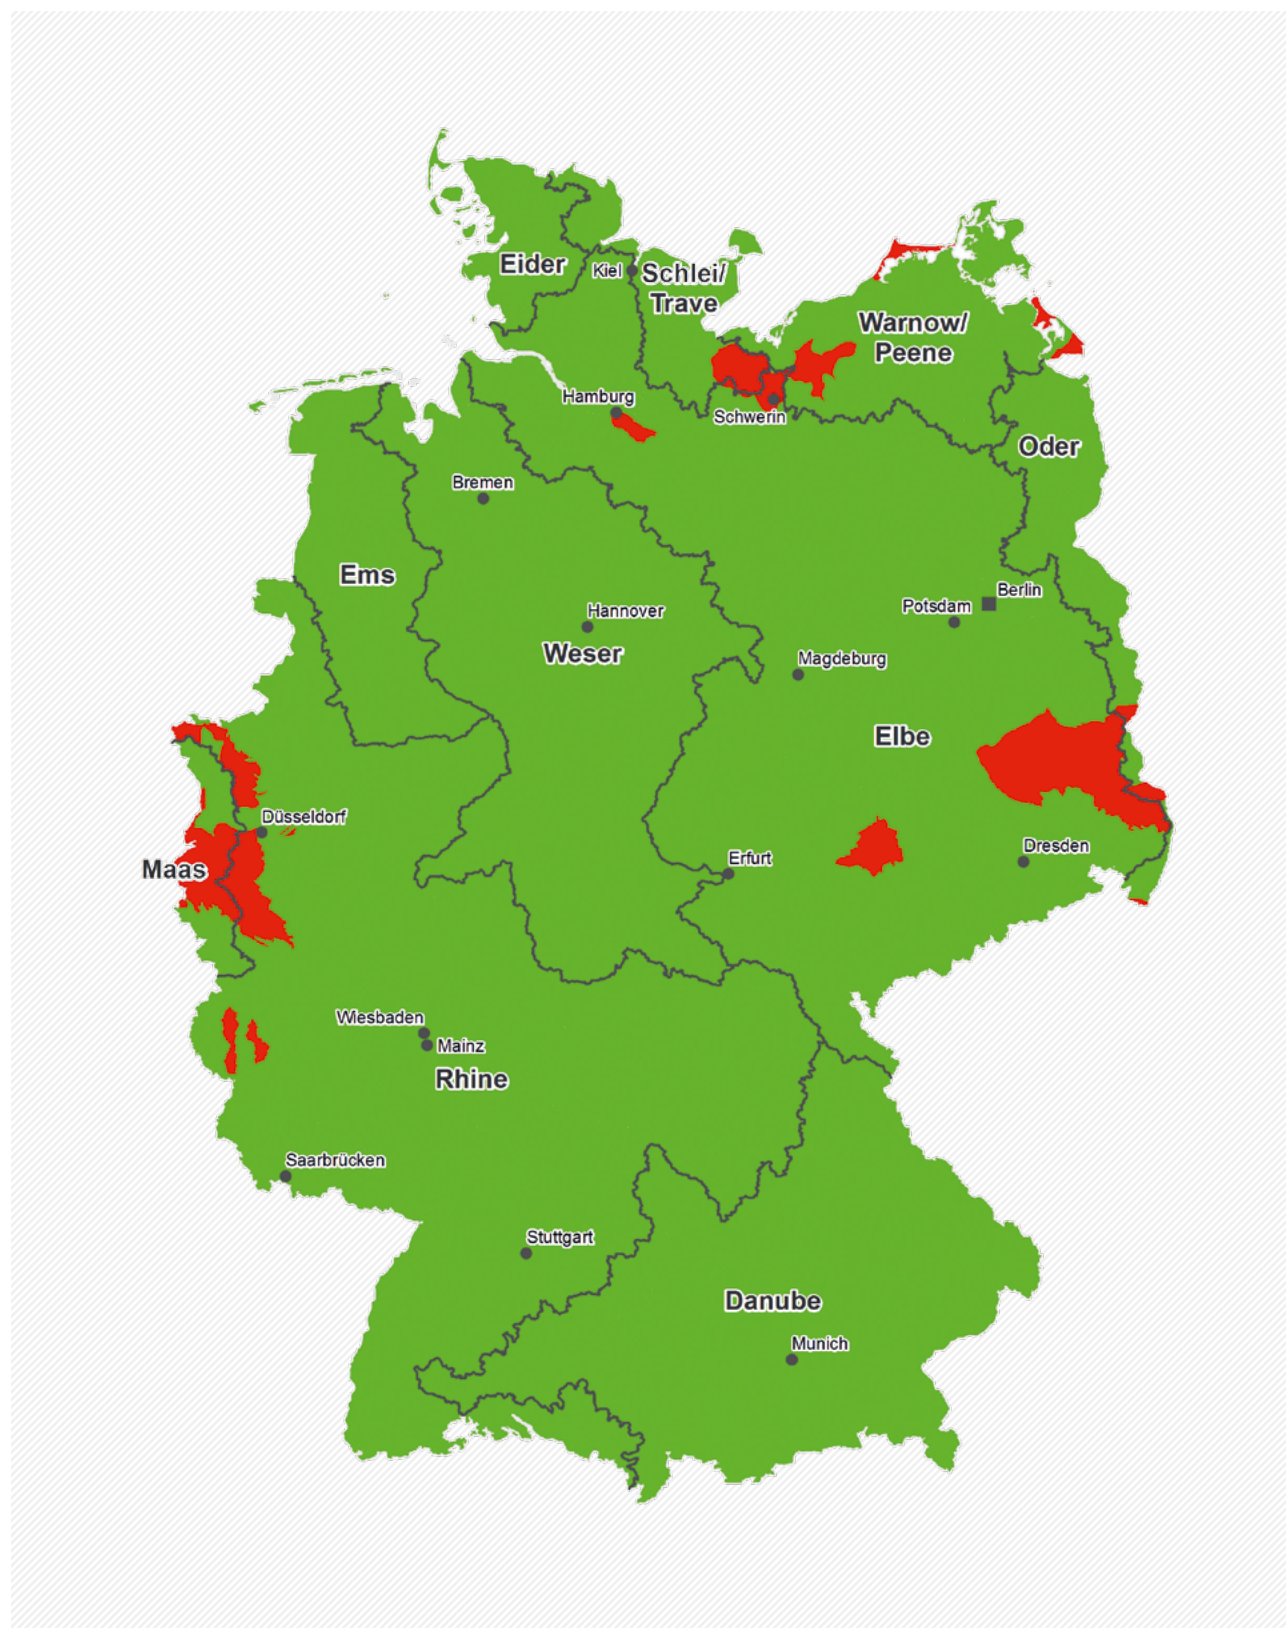 Eider
Kiel
Schlei/
Trave
Warnow/
Peene
Hamburg
Schwerin
Oder
Bremen
Ems
Berlin
Potsdam
Hannover
Weser
Magdeburg
Elbe
Düsseldorf
Dresden
Erfurt
Maas
Wiesbaden
Mainz
Rhine
Saarbrücken
Stuttgart
Danube
Munich